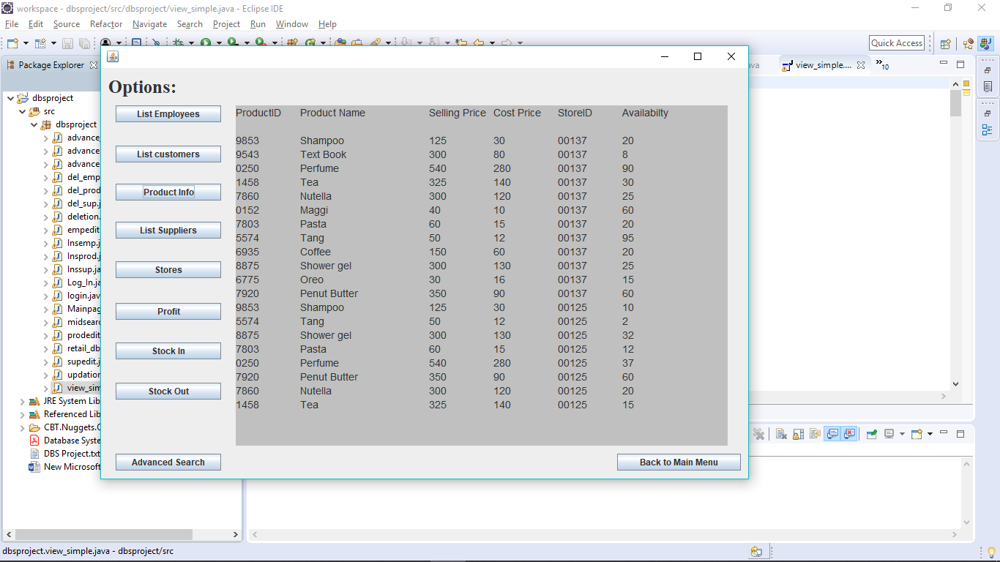 workspace - dbsproject/src/dbsproject/view_simple.java - Eclipse IDE
File Edit Source Refactor Navigate Search Project Run Window Help
Quick Access
Package Explorer
view_simple....
10
dbsproject
src
dbsproject
advance
advance
advance
del_emp
del_prod
del_sup.j
deletion.
empedit
Insemp.j
Insprod.j
Inssup.ja
Log_In.ja
login.jav
Mainpag
midsearc
prodedit
retail_db
supedit.j
updation
view_sim
JRE System Lib
Referenced Lib
CBT.Nuggets.C
Database Syste
DBS Project.txt
New Microsoft
Options:
List Employees
List customers
Product Info
List Suppliers
Stores
Profit
Stock In
Stock Out
Advanced Search
ProductID Product Name Selling Price Cost Price StoreID Availabilty
9853 Shampoo 125 30 00137 20
9543 Text Book 300 80 00137 8
0250 Perfume 540 280 00137 90
1458 Tea 325 140 00137 30
7860 Nutella 300 120 00137 25
0152 Maggi 40 10 00137 60
7803 Pasta 60 15 00137 20
5574 Tang 50 12 00137 95
6935 Coffee 150 60 00137 20
8875 Shower gel 300 130 00137 25
6775 Oreo 30 16 00137 15
7920 Penut Butter 350 90 00137 60
9853 Shampoo 125 30 00125 10
5574 Tang 50 12 00125 2
8875 Shower gel 300 130 00125 32
7803 Pasta 60 15 00125 12
0250 Perfume 540 280 00125 37
7920 Penut Butter 350 90 00125 60
7860 Nutella 300 120 00125 20
1458 Tea 325 140 00125 15
Back to Main Menu
dbsproject.view_simple.java - dbsproject/src